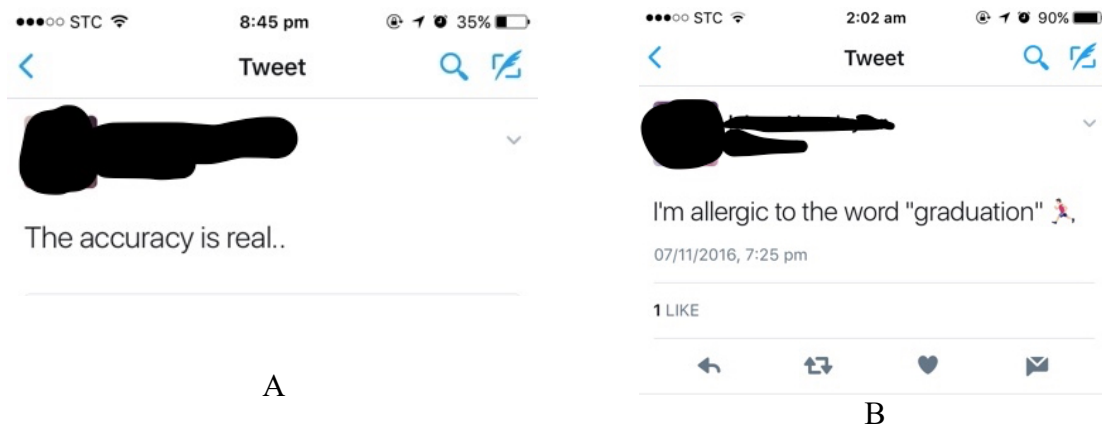 STC 8:45 pm 35%
Tweet
The accuracy is real..
A
STC 2:02 am 90%
Tweet
I'm allergic to the word "graduation" 🏃
07/11/2016, 7:25 pm
1 LIKE
B